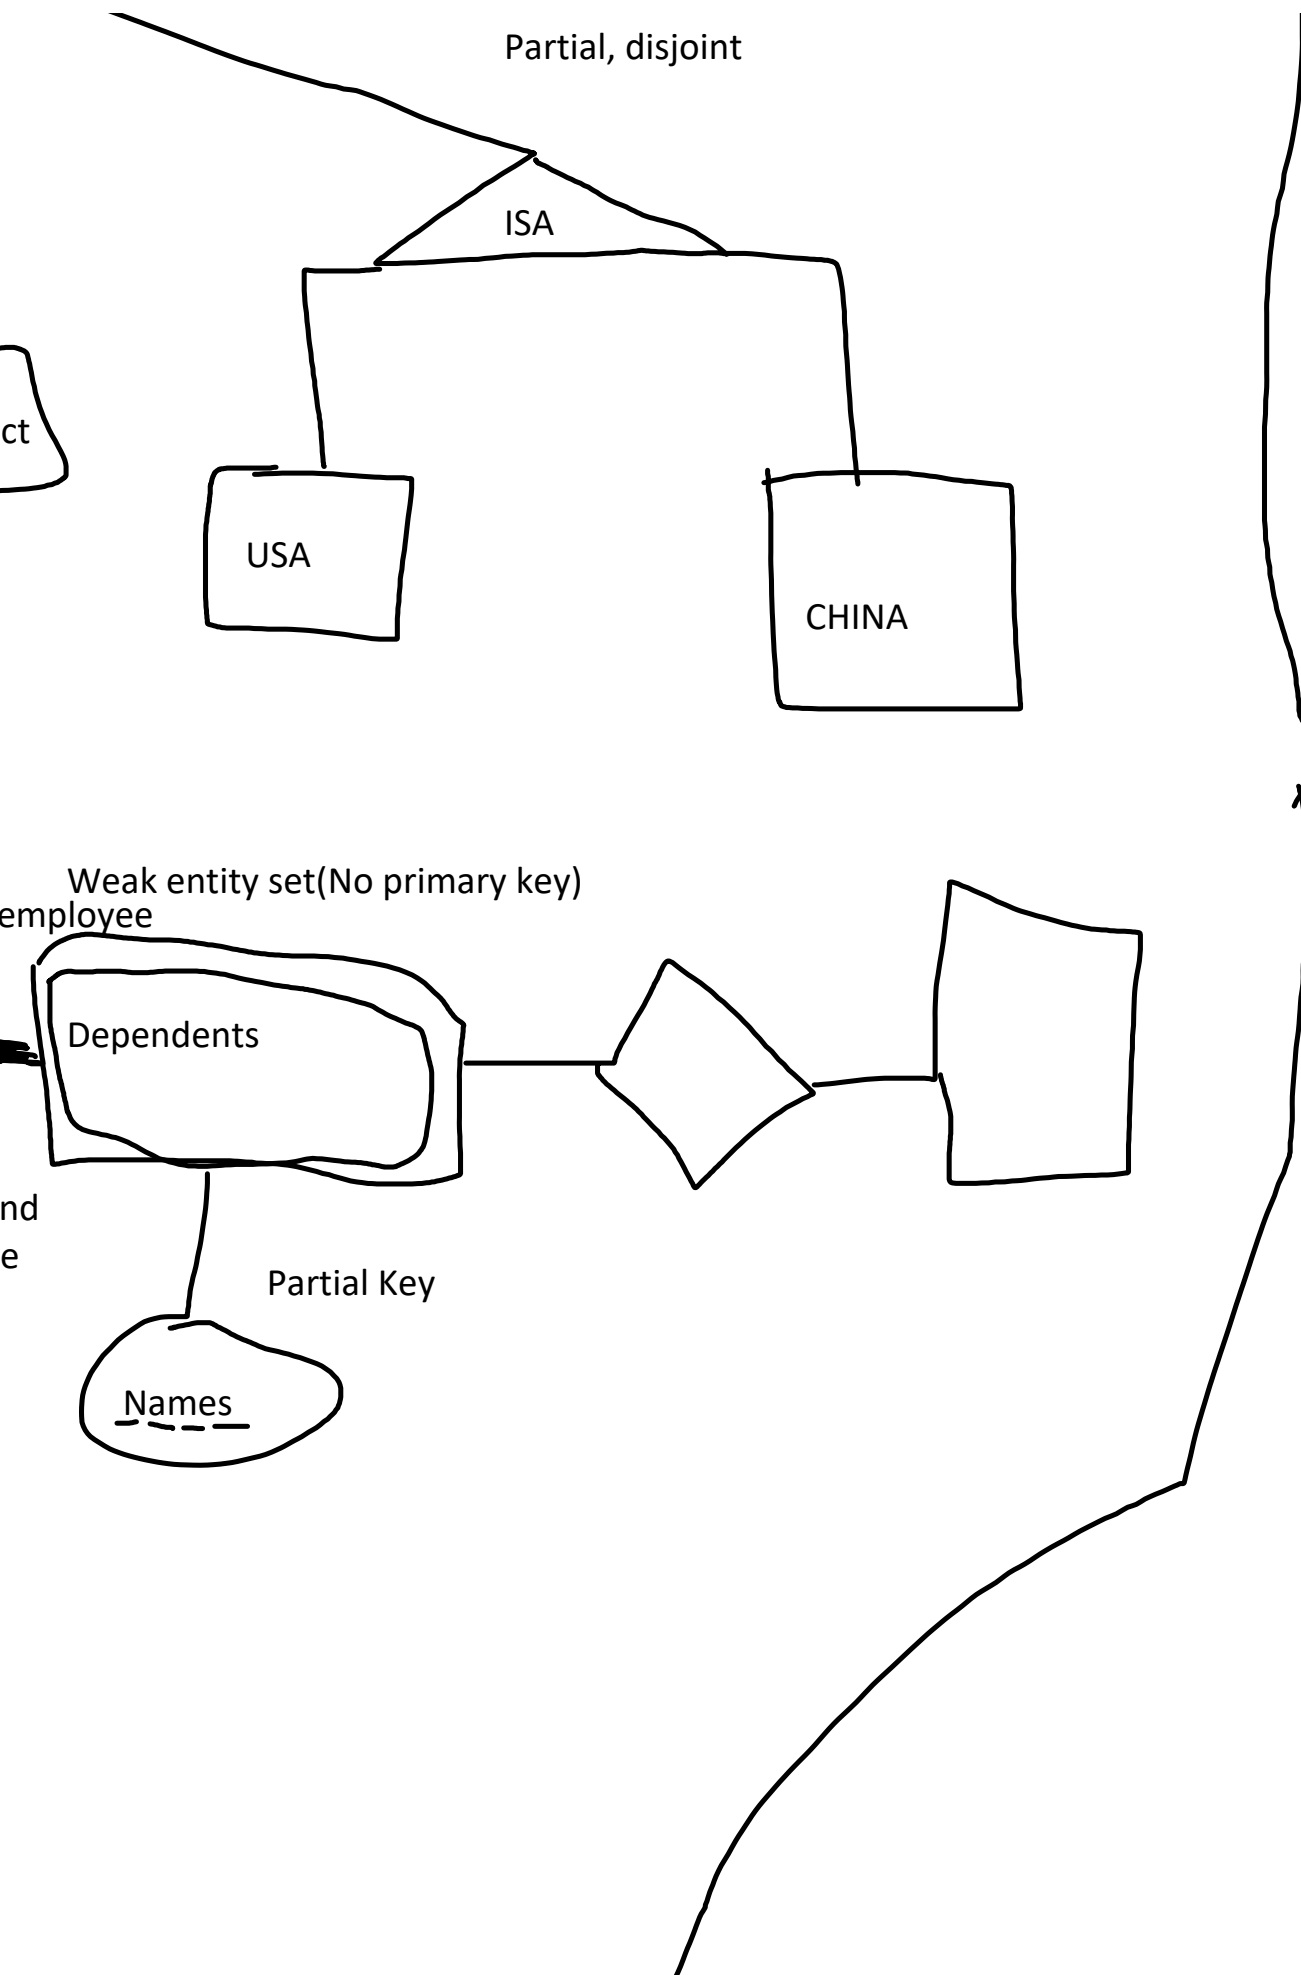 Partial, disjoint
ISA
ct
USA
CHINA
Weak entity set(No primary key)
employee
Dependents
nd
e
Partial Key
Names